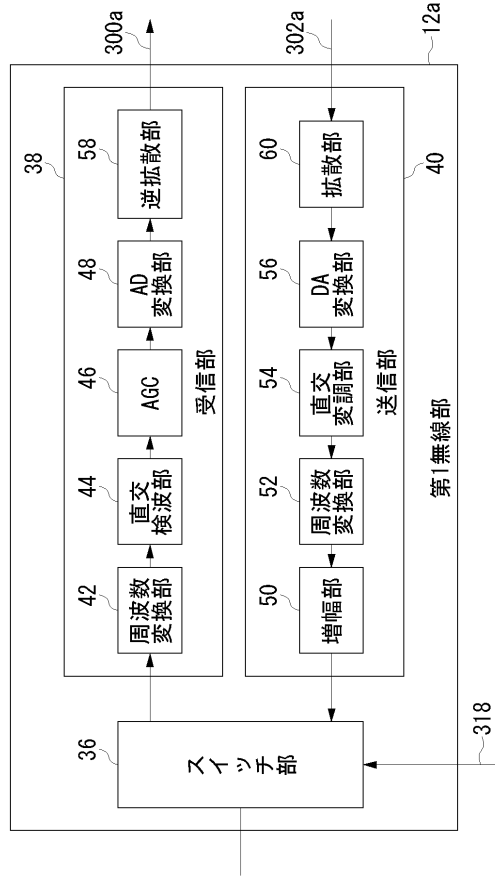 12a
38
300a
36
42
周波数
変換部
44
直交
検波部
46
AGC
48
AD
変換部
58
逆拡散部
受信部
スイッチ部
302a
50
増幅部
52
周波数
変換部
54
直交
変調部
56
DA
変換部
60
拡散部
送信部
40
第1無線部
318